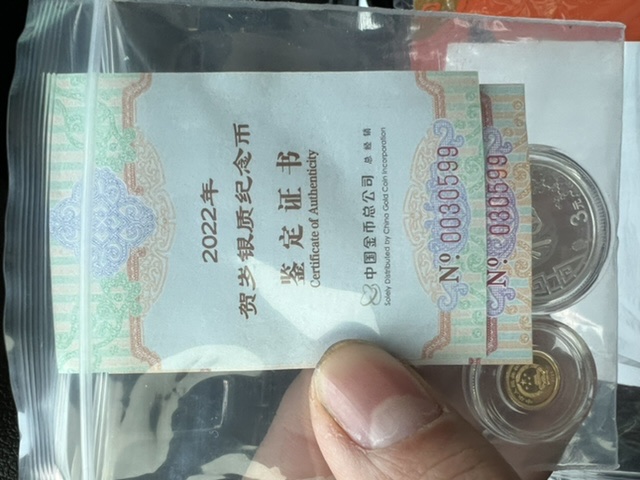 2022年
贺岁银质纪念币
鉴定证书
Certificate of Authenticity
中国金币总公司 总经销
Solely Distributed by China Gold Coin Incorporation
Nº 0030599
Nº 030599
3元